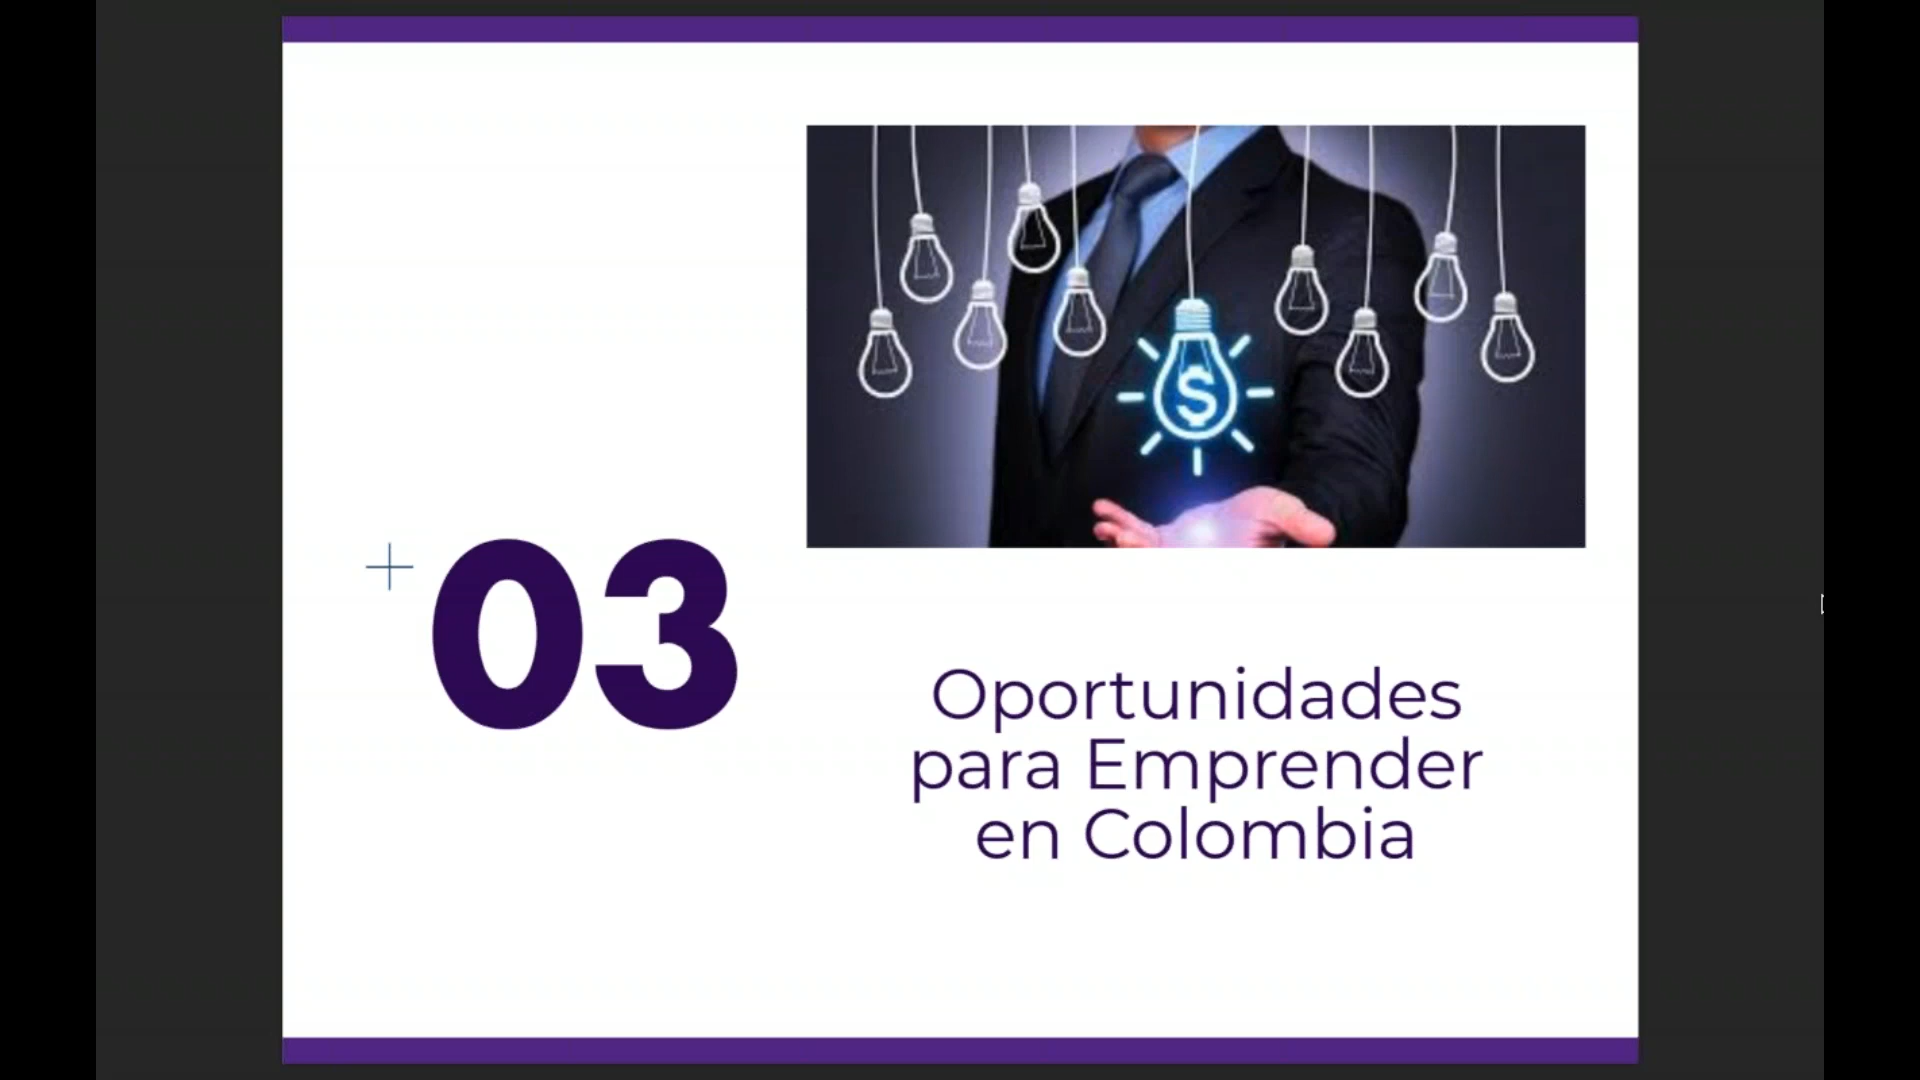 $
03
Oportunidades
para Emprender
en Colombia